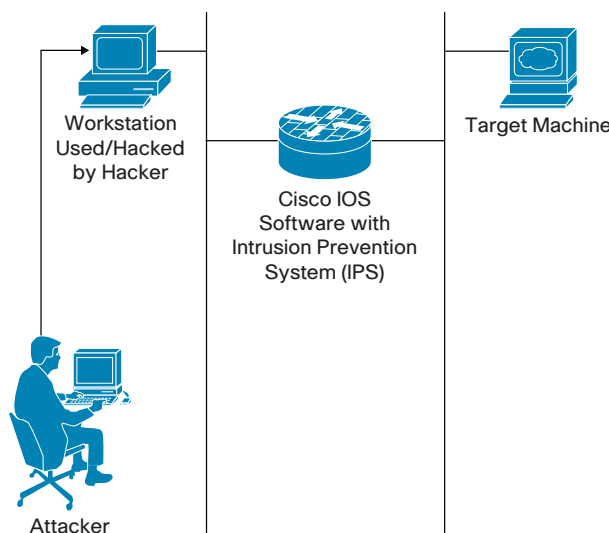 Workstation
Used/Hacked
by Hacker
Target Machine
Cisco IOS
Software with
Intrusion Prevention
System (IPS)
Attacker